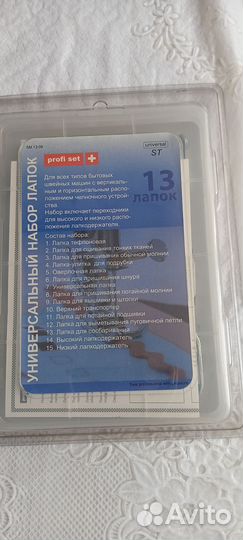 SM-13-09
profi set
universal
ST
УНИВЕРСАЛЬНЫЙ НАБОР ЛАПОК
13
лапок
Для всех типов бытовых
швейных машин с вертикаль-
ным и горизонтальным распо-
ложением челночного устрой-
ства
Набор включает переходники
для высокого и низкого распо-
ложения лапкодержателя.
Состав набора:
1. Лапка тефлоновая
2. Лапка для сшивания тонких тканей
3. Лапка для пришивания обычной молнии
4. Лапка-улитка для подрубки
5. Оверлочная лапка
6. Лапка для пришивания шнура
7. Универсальная лапка
8. Лапка для пришивания потайной молнии
9. Лапка для вышивки и штопки
10. Верхний транспортер
11. Лапка для потайной подшивки
12. Лапка для выметывания пуговичной петли
13. Лапка для сосбаривания
14. Высокий лапкодержатель
15. Низкий лапкодержатель
Avito